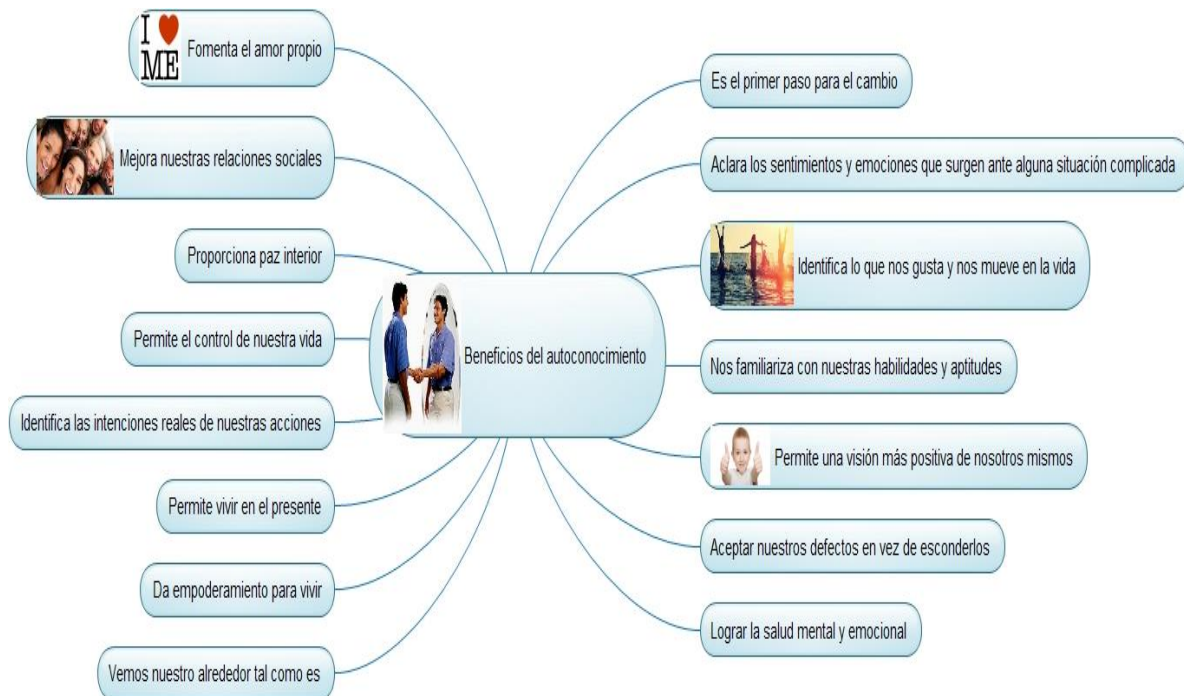 I ❤
ME
Fomenta el amor propio
Mejora nuestras relaciones sociales
Proporciona paz interior
Permite el control de nuestra vida
Identifica las intenciones reales de nuestras acciones
Permite vivir en el presente
Da empoderamiento para vivir
Vemos nuestro alrededor tal como es
Beneficios del autoconocimiento
Es el primer paso para el cambio
Aclara los sentimientos y emociones que surgen ante alguna situación complicada
Identifica lo que nos gusta y nos mueve en la vida
Nos familiariza con nuestras habilidades y aptitudes
Permite una visión más positiva de nosotros mismos
Aceptar nuestros defectos en vez de esconderlos
Lograr la salud mental y emocional